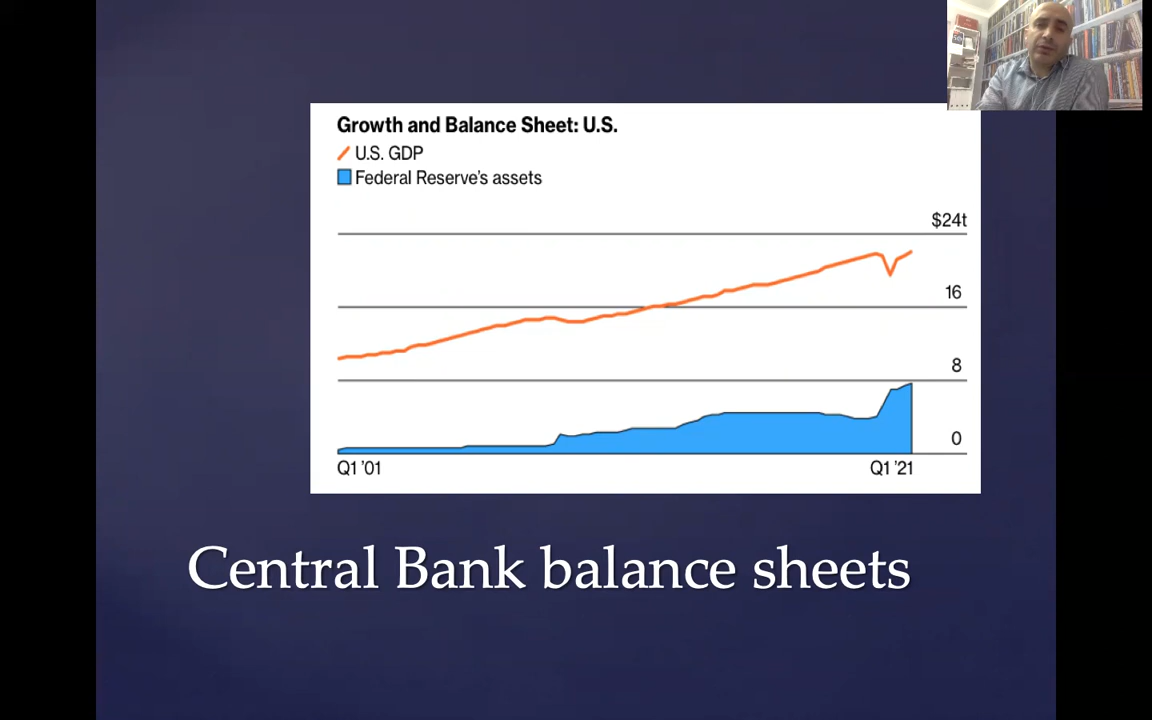 Growth and Balance Sheet: U.S.
U.S. GDP
Federal Reserve's assets
$24t
16
8
0
Q1 '01
Q1 '21
Central Bank balance sheets